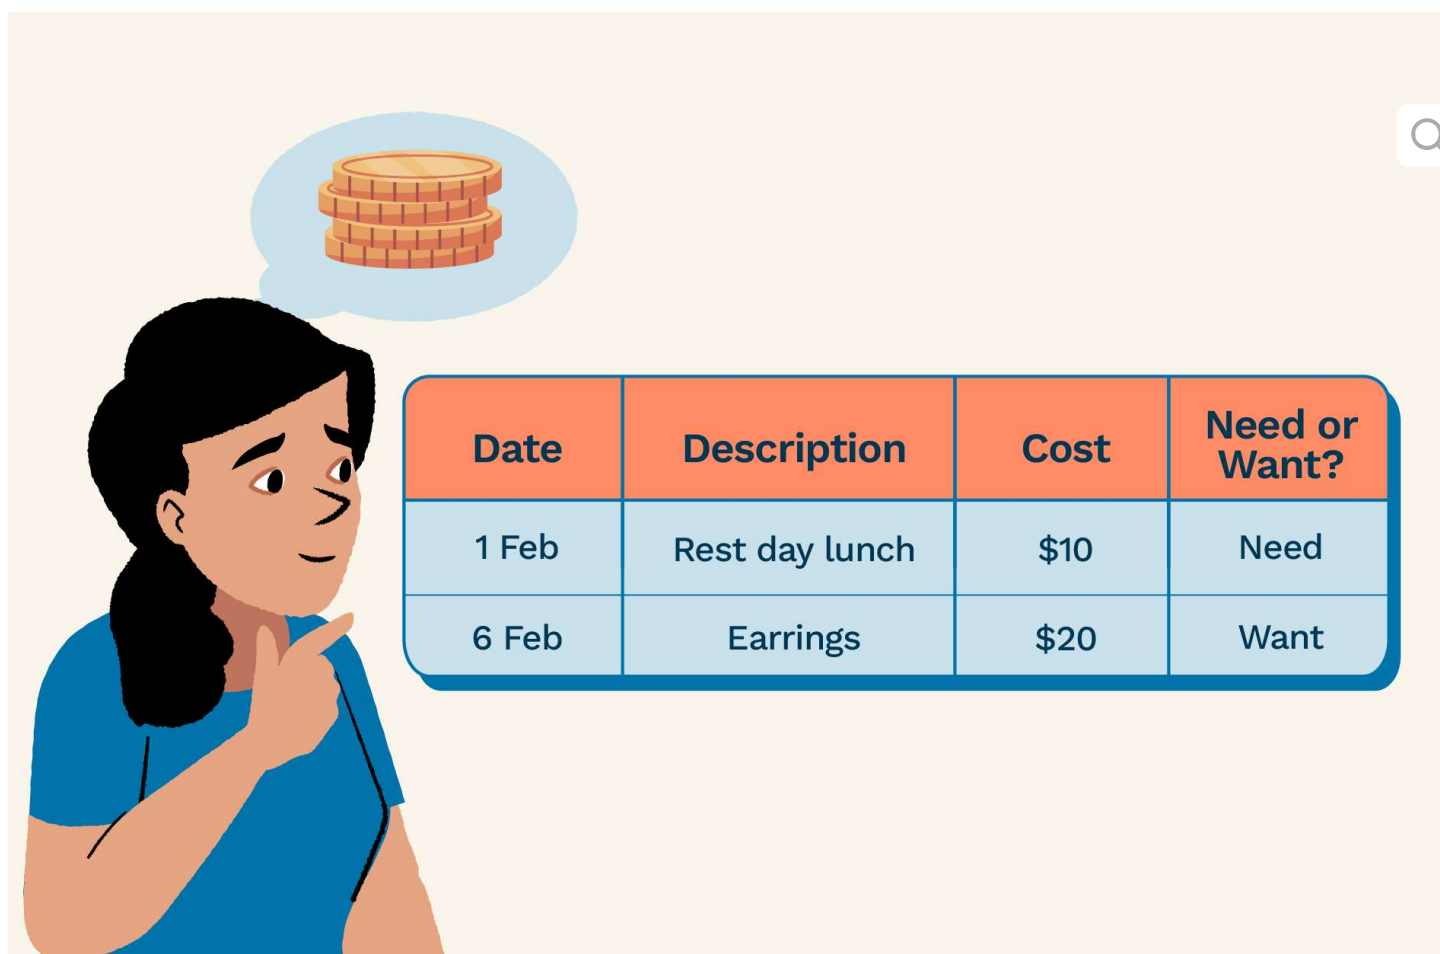 Date Description Cost Need or
Want?
1 Feb Rest day lunch $10 Need
6 Feb Earrings $20 Want